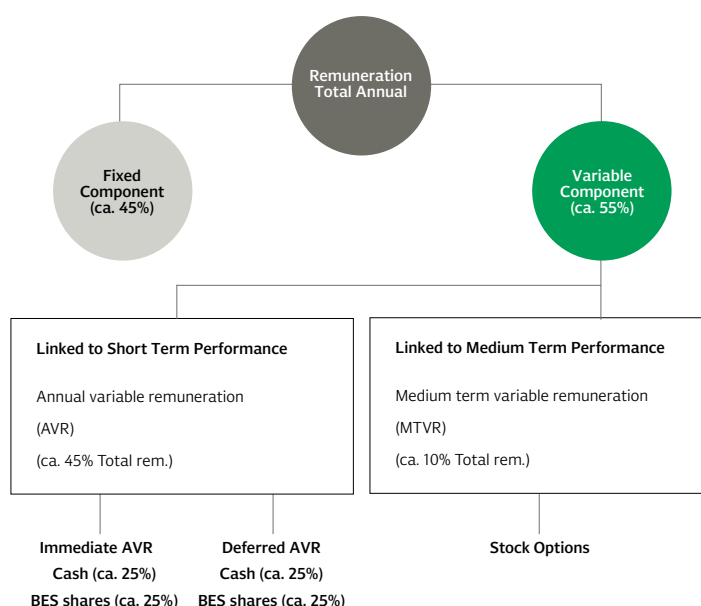 Remuneration
Total Annual
Fixed
Component
(ca. 45%)
Variable
Component
(ca. 55%)
Linked to Short Term Performance
Annual variable remuneration
(AVR)
(ca. 45% Total rem.)
Linked to Medium Term Performance
Medium term variable remuneration
(MTVR)
(ca. 10% Total rem.)
Immediate AVR
Cash (ca. 25%)
BES shares (ca. 25%)
Deferred AVR
Cash (ca. 25%)
BES shares (ca. 25%)
Stock Options